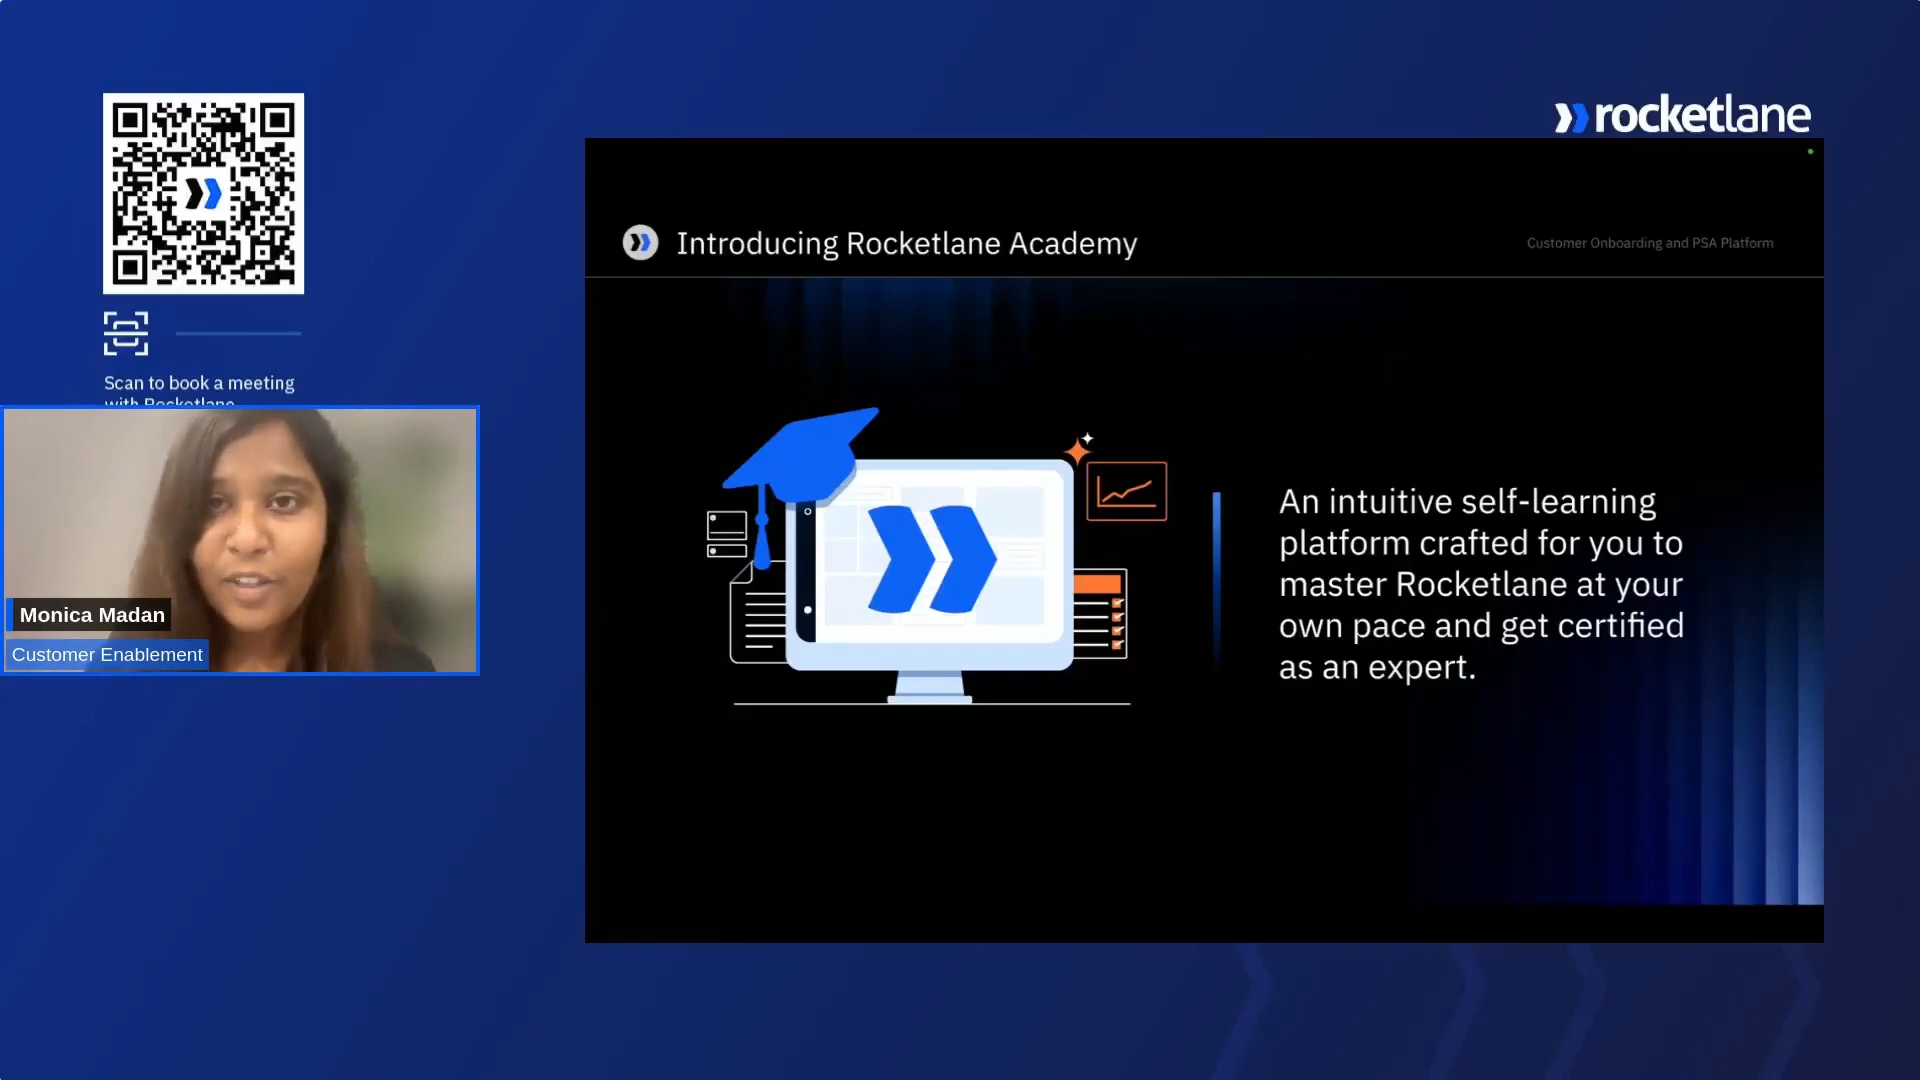 rocketlane
Scan to book a meeting
with Rocketlane
Monica Madan
Customer Enablement
Introducing Rocketlane Academy
Customer Onboarding and PSA Platform
An intuitive self-learning
platform crafted for you to
master Rocketlane at your
own pace and get certified
as an expert.